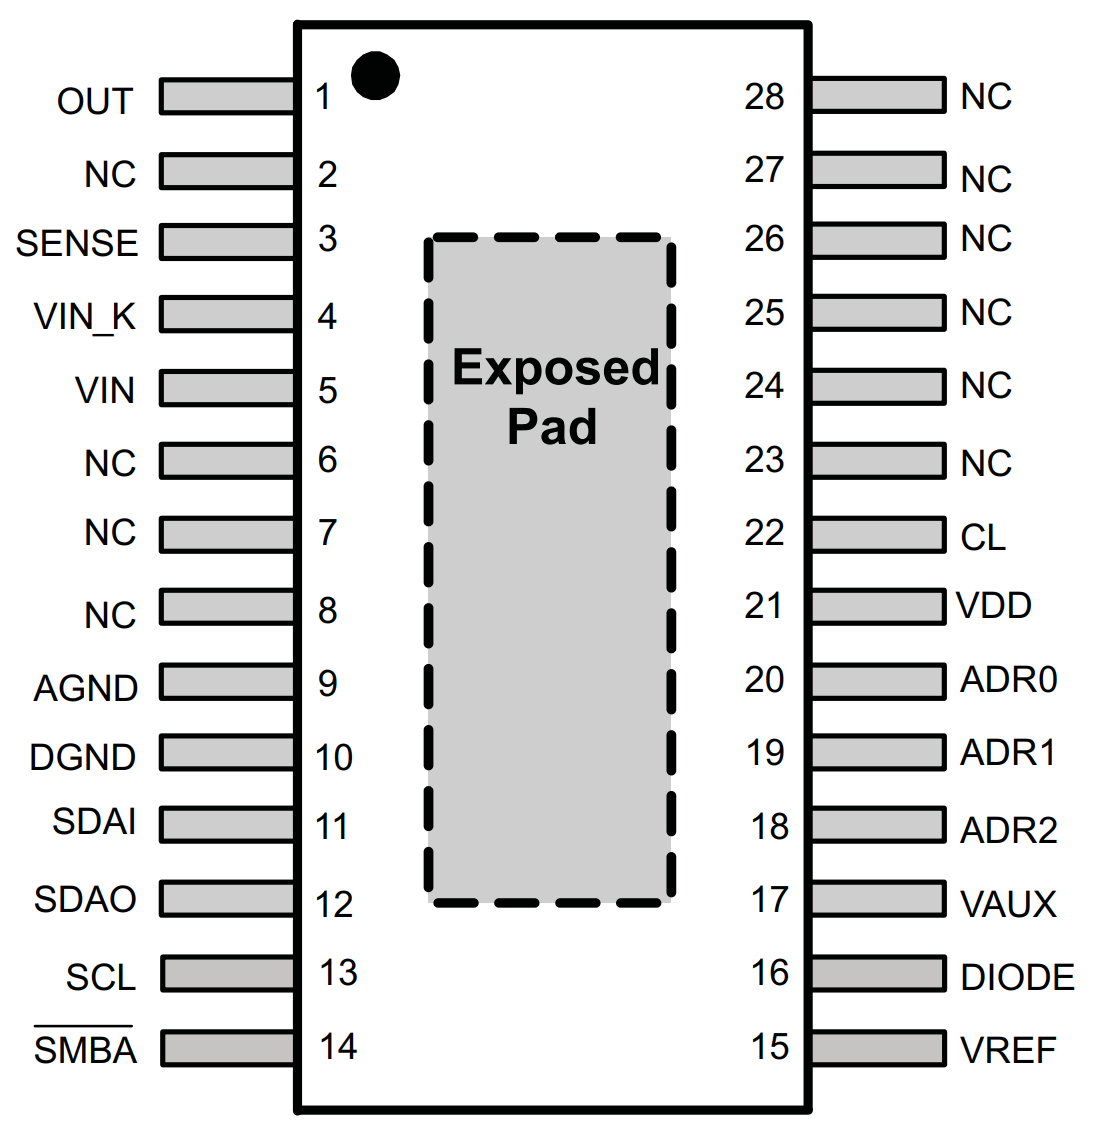 OUT 1 28 NC
NC 2 27 NC
SENSE 3 26 NC
VIN_K 4 25 NC
VIN 5 24 NC
Exposed
Pad
NC 6 23 NC
NC 7 22 CL
NC 8 21 VDD
AGND 9 20 ADR0
DGND 10 19 ADR1
SDAI 11 18 ADR2
SDAO 12 17 VAUX
SCL 13 16 DIODE
SMBA 14 15 VREF